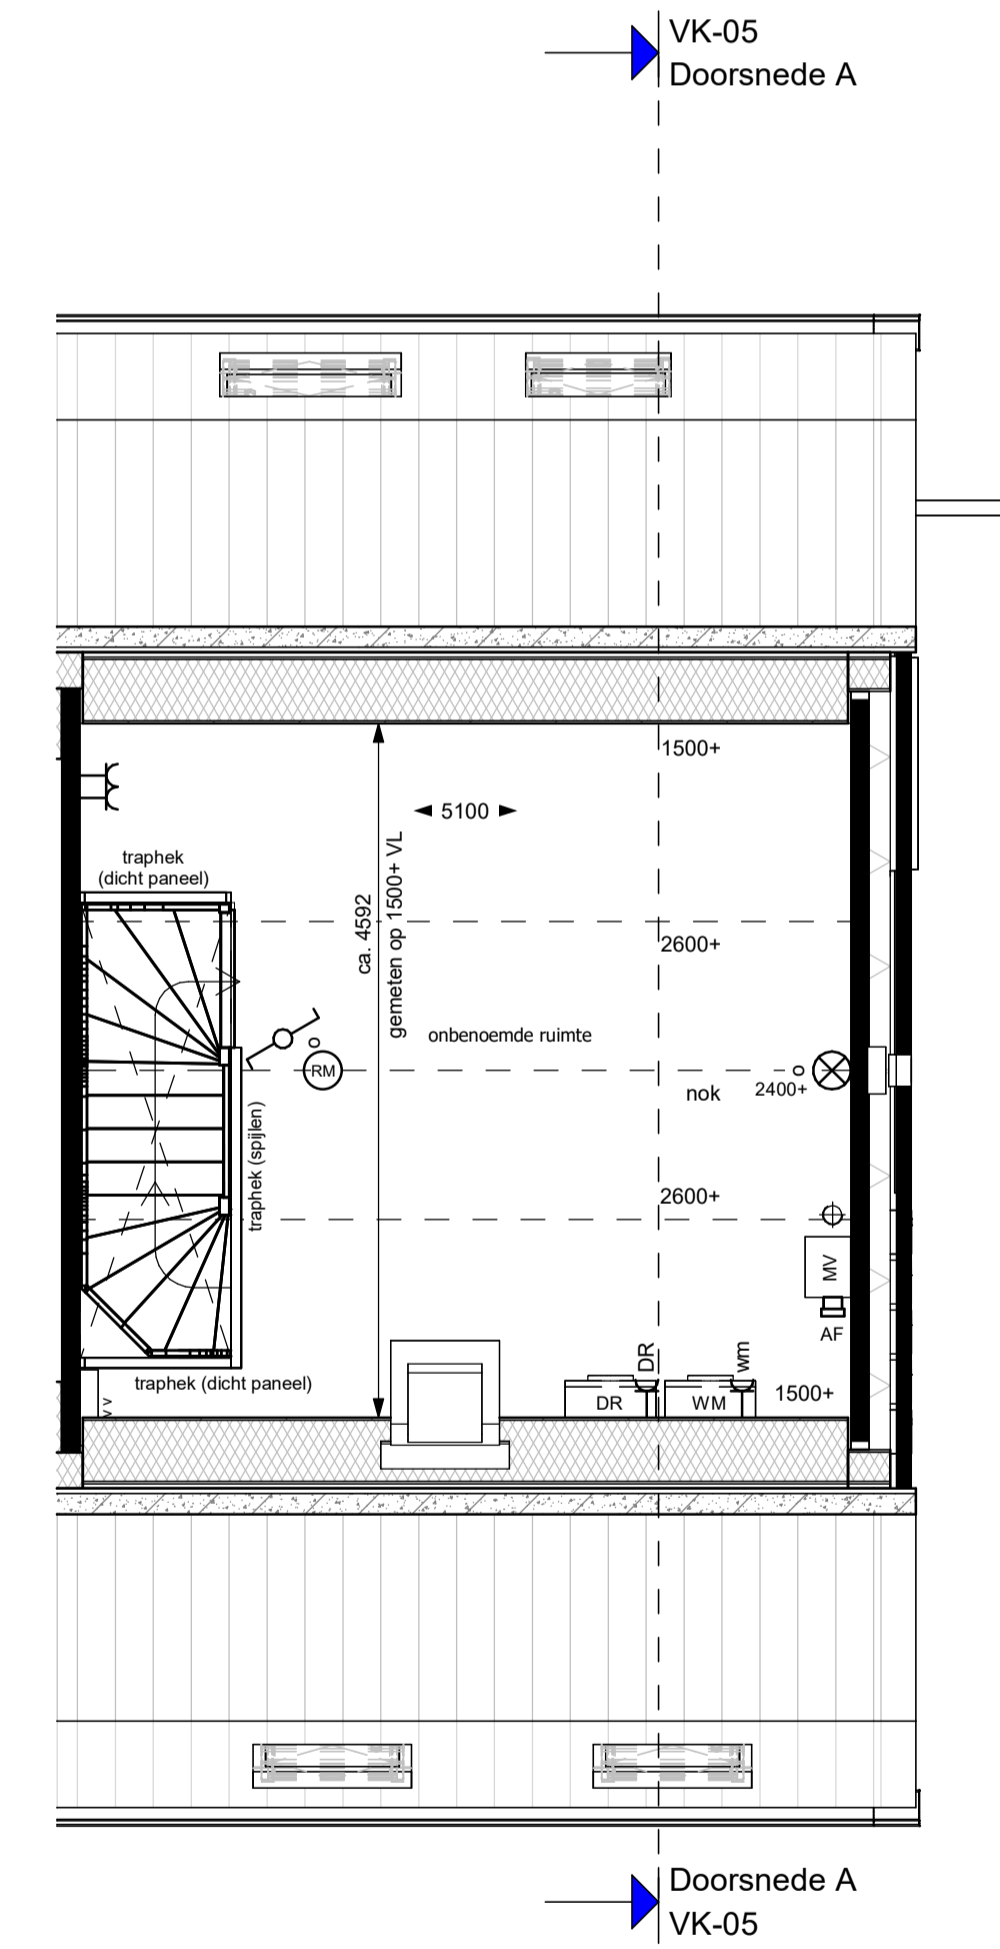 VK-05
Doorsnede A
1500+
5100
traphek
(dicht paneel)
ca. 4592
gemeten op 1500+ VL
2600+
onbenoemde ruimte
RM
nok
2400+
traphek (spijlen)
2600+
MV
AF
DR
wm
traphek (dicht paneel)
DR
WM
1500+
Doorsnede A
VK-05